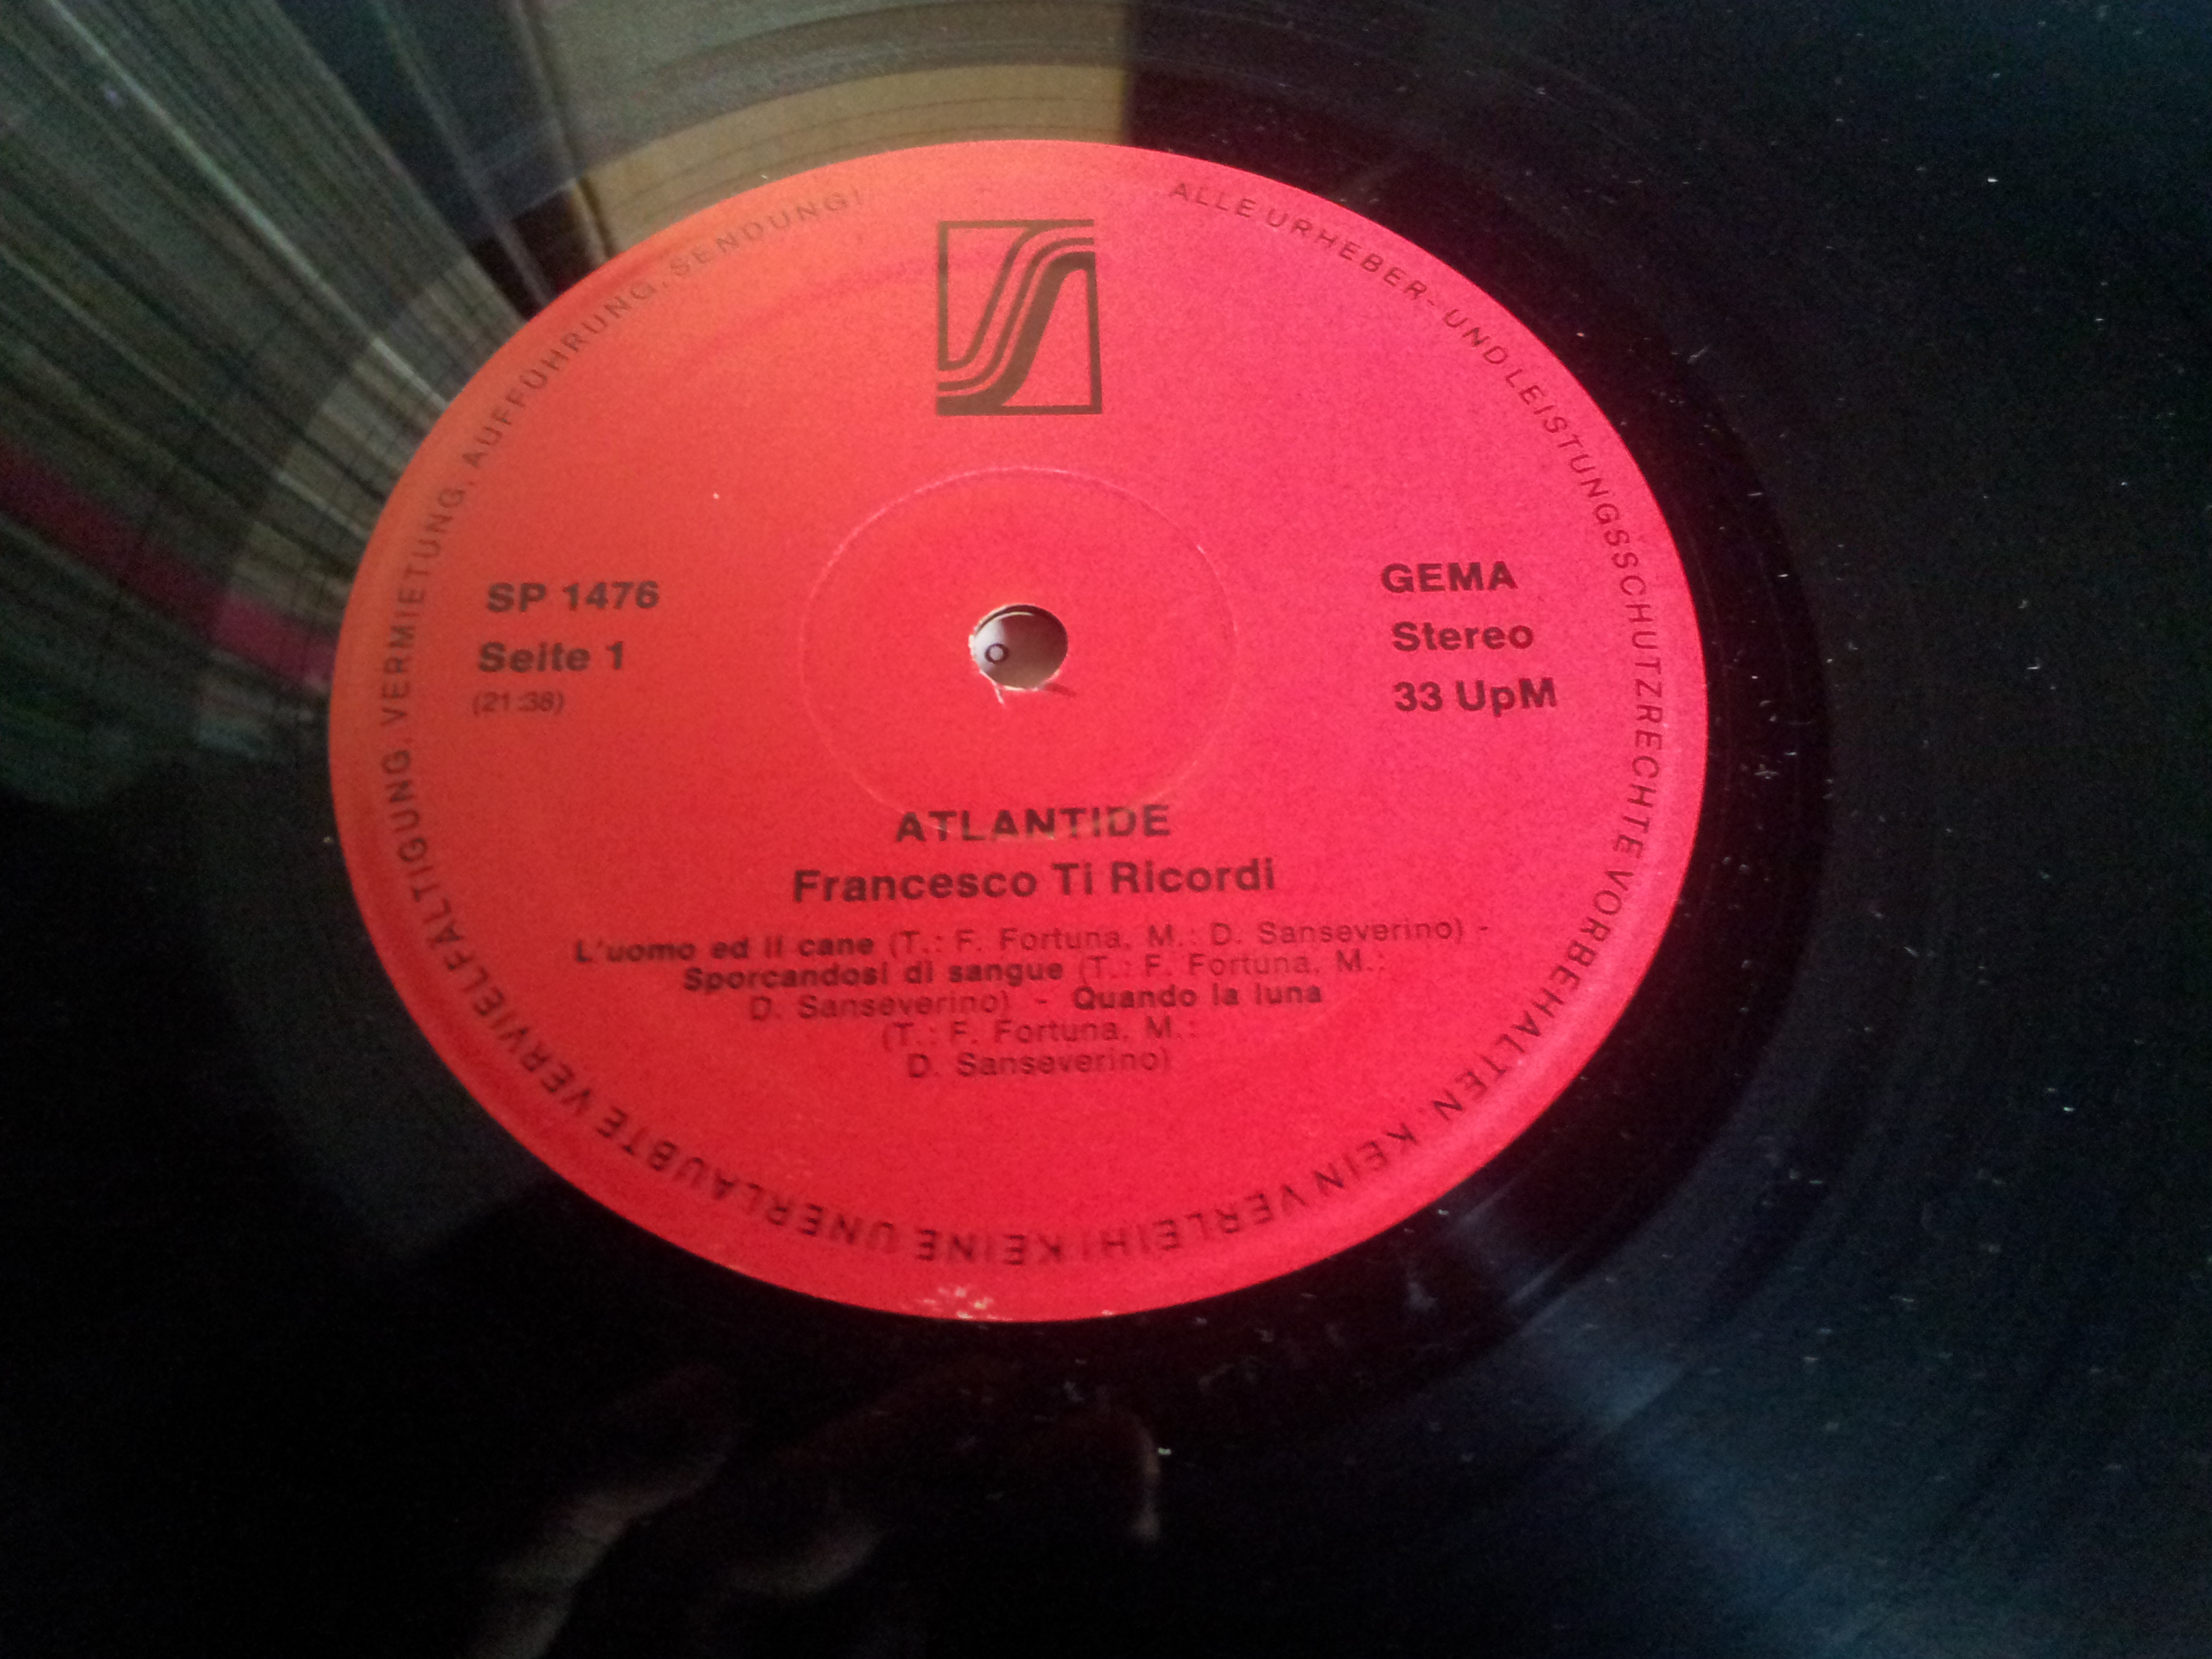 ALLE URHEBER- UND LEISTUNGSSCHUTZRECHTE VORBEHALTEN. KEIN VERLEIH! KEINE UNERLAUBTE VERVIELFÄLTIGUNG, VERMIETUNG, AUFFÜHRUNG, SENDUNG!
SP 1476
Seite 1
(21:38)
GEMA
Stereo
33 UpM
ATLANTIDE
Francesco Ti Ricordi
L'uomo ed il cane (T.: F. Fortuna, M.: D. Sanseverino) -
Sporcandosi di sangue (T.: F. Fortuna, M.:
D. Sanseverino) - Quando la luna
(T.: F. Fortuna, M.:
D. Sanseverino)